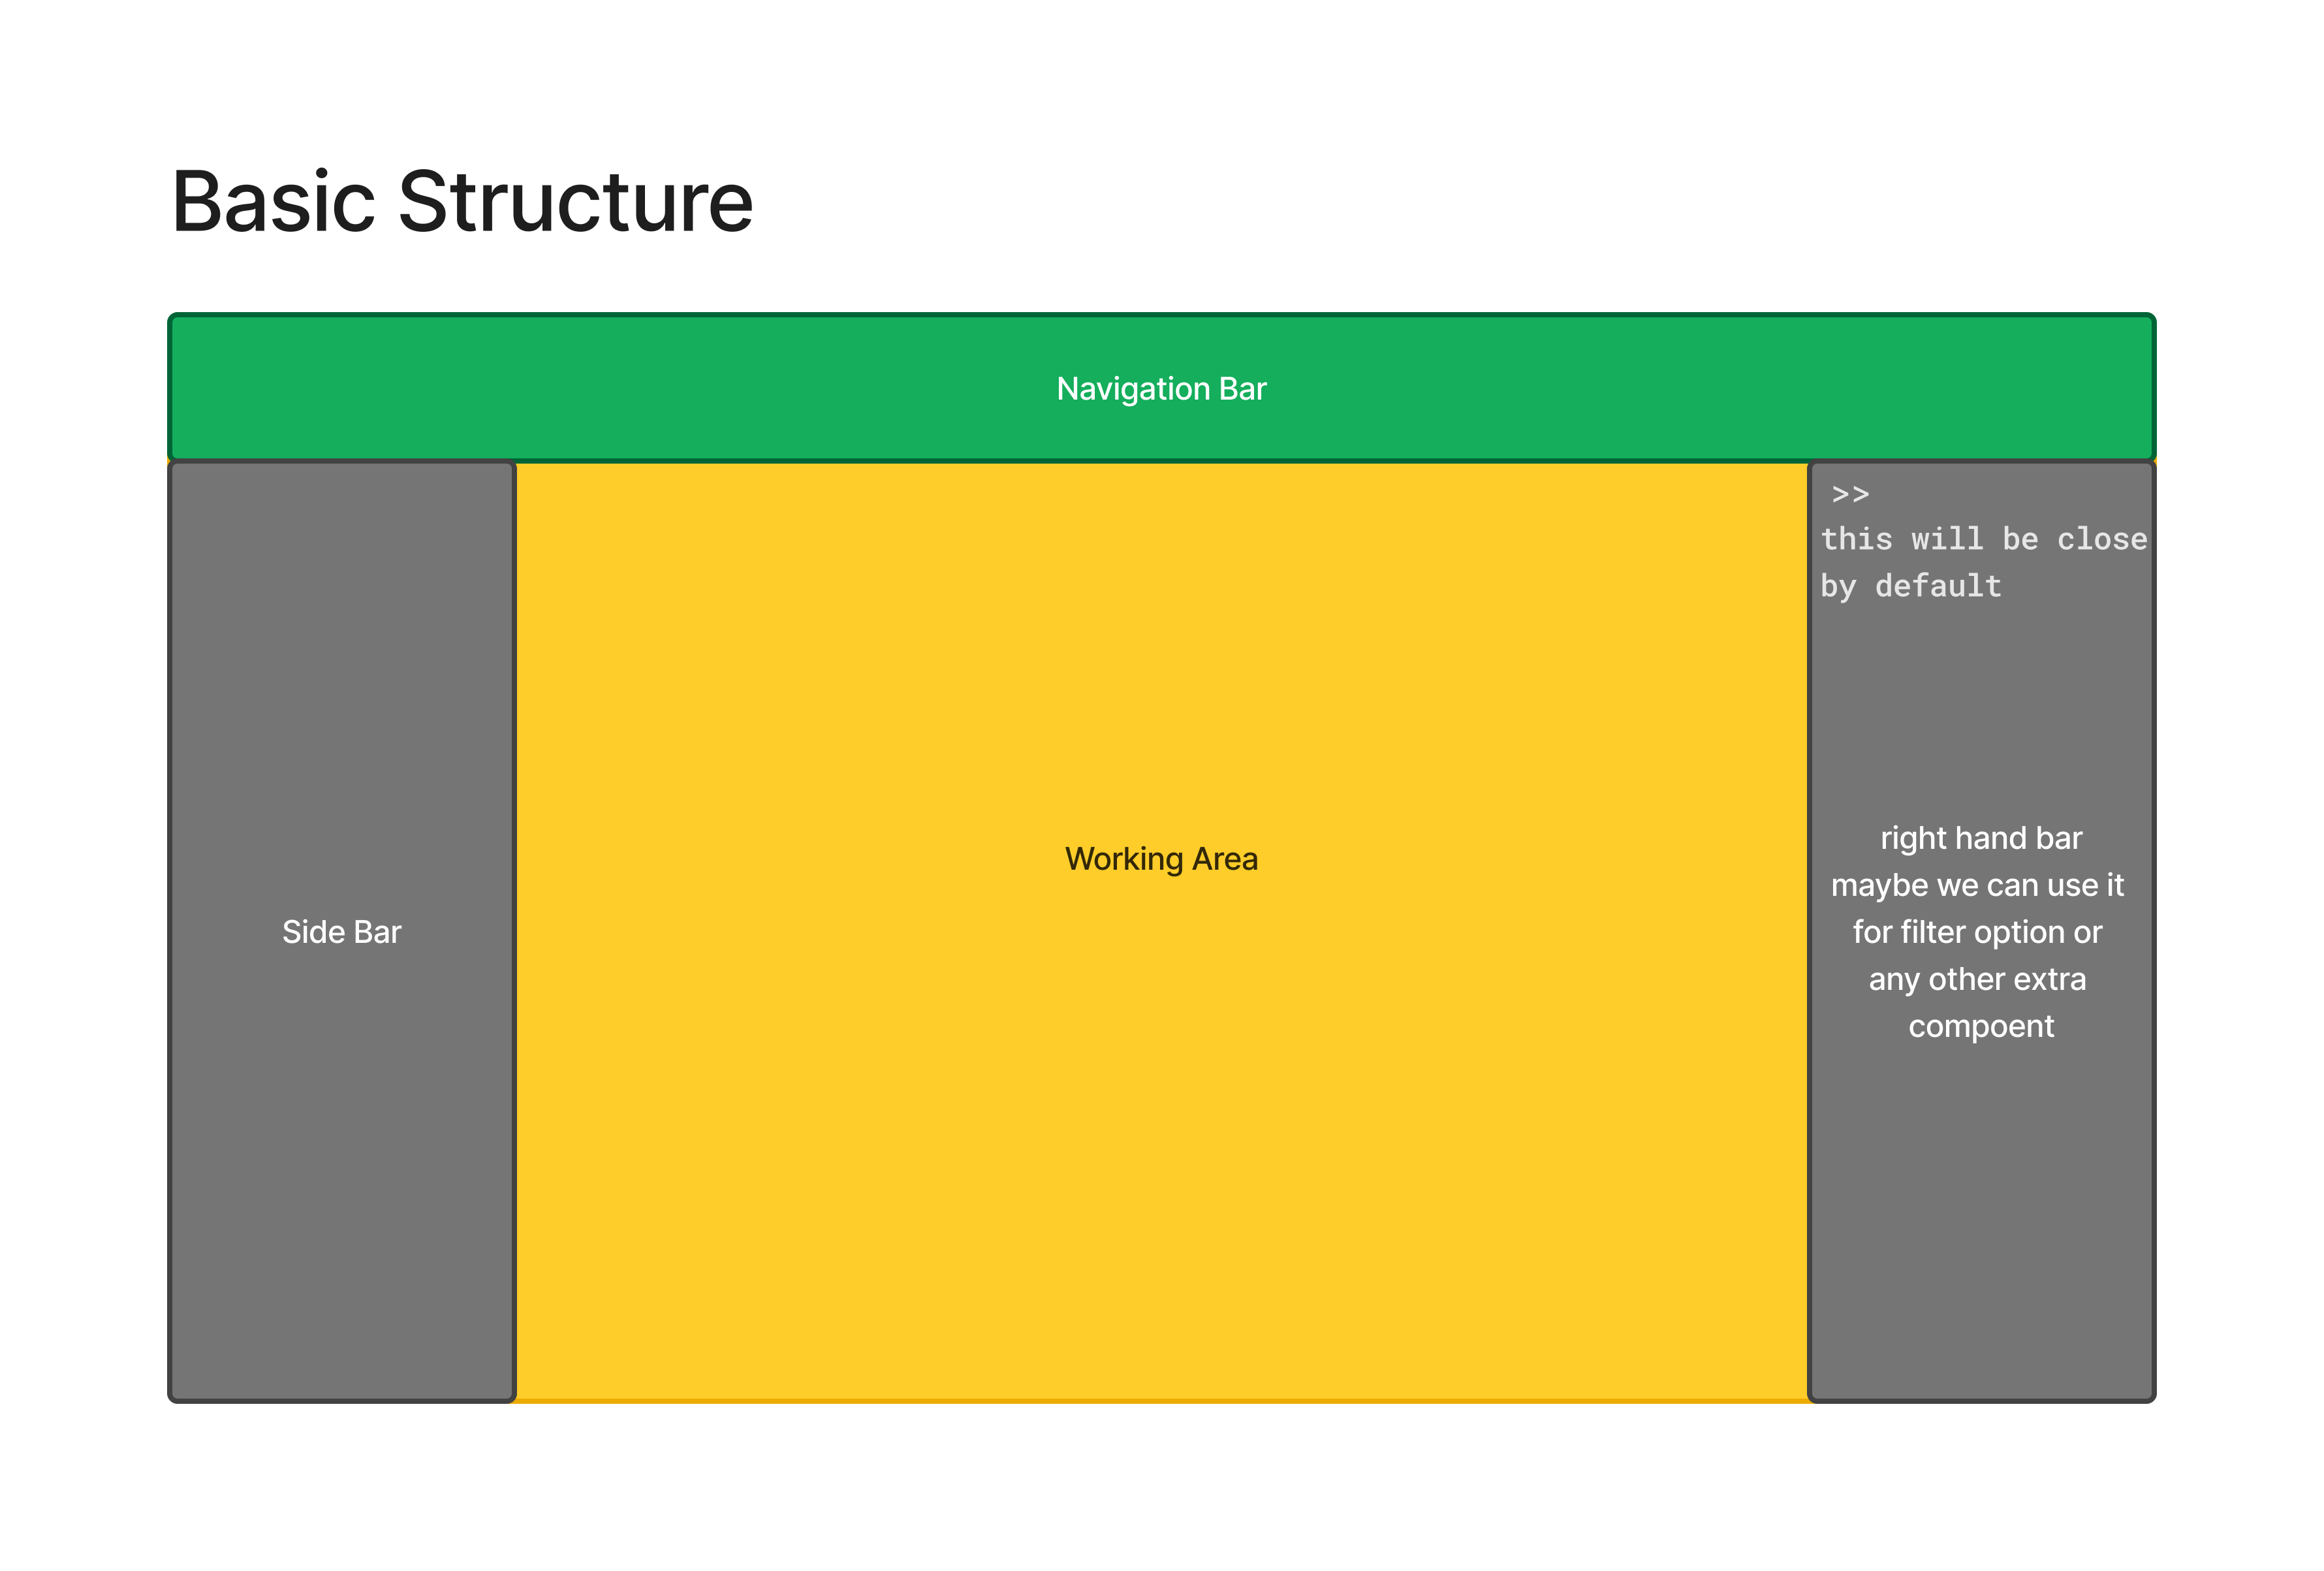 Basic Structure
Navigation Bar
Side Bar
Working Area
>>
this will be close
by default
right hand bar
maybe we can use it
for filter option or
any other extra
compoent